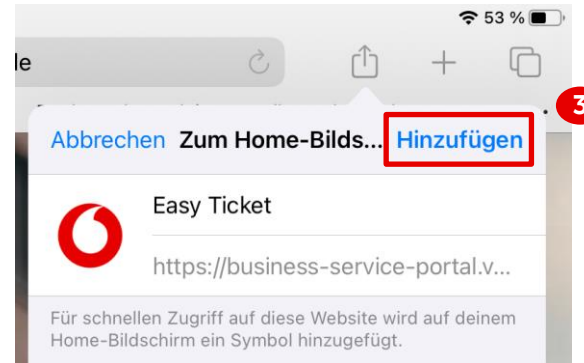 53 %
le
3
Abbrechen Zum Home-Bilds... Hinzufügen
Easy Ticket
https://business-service-portal.v...
Für schnellen Zugriff auf diese Website wird auf deinem
Home-Bildschirm ein Symbol hinzugefügt.